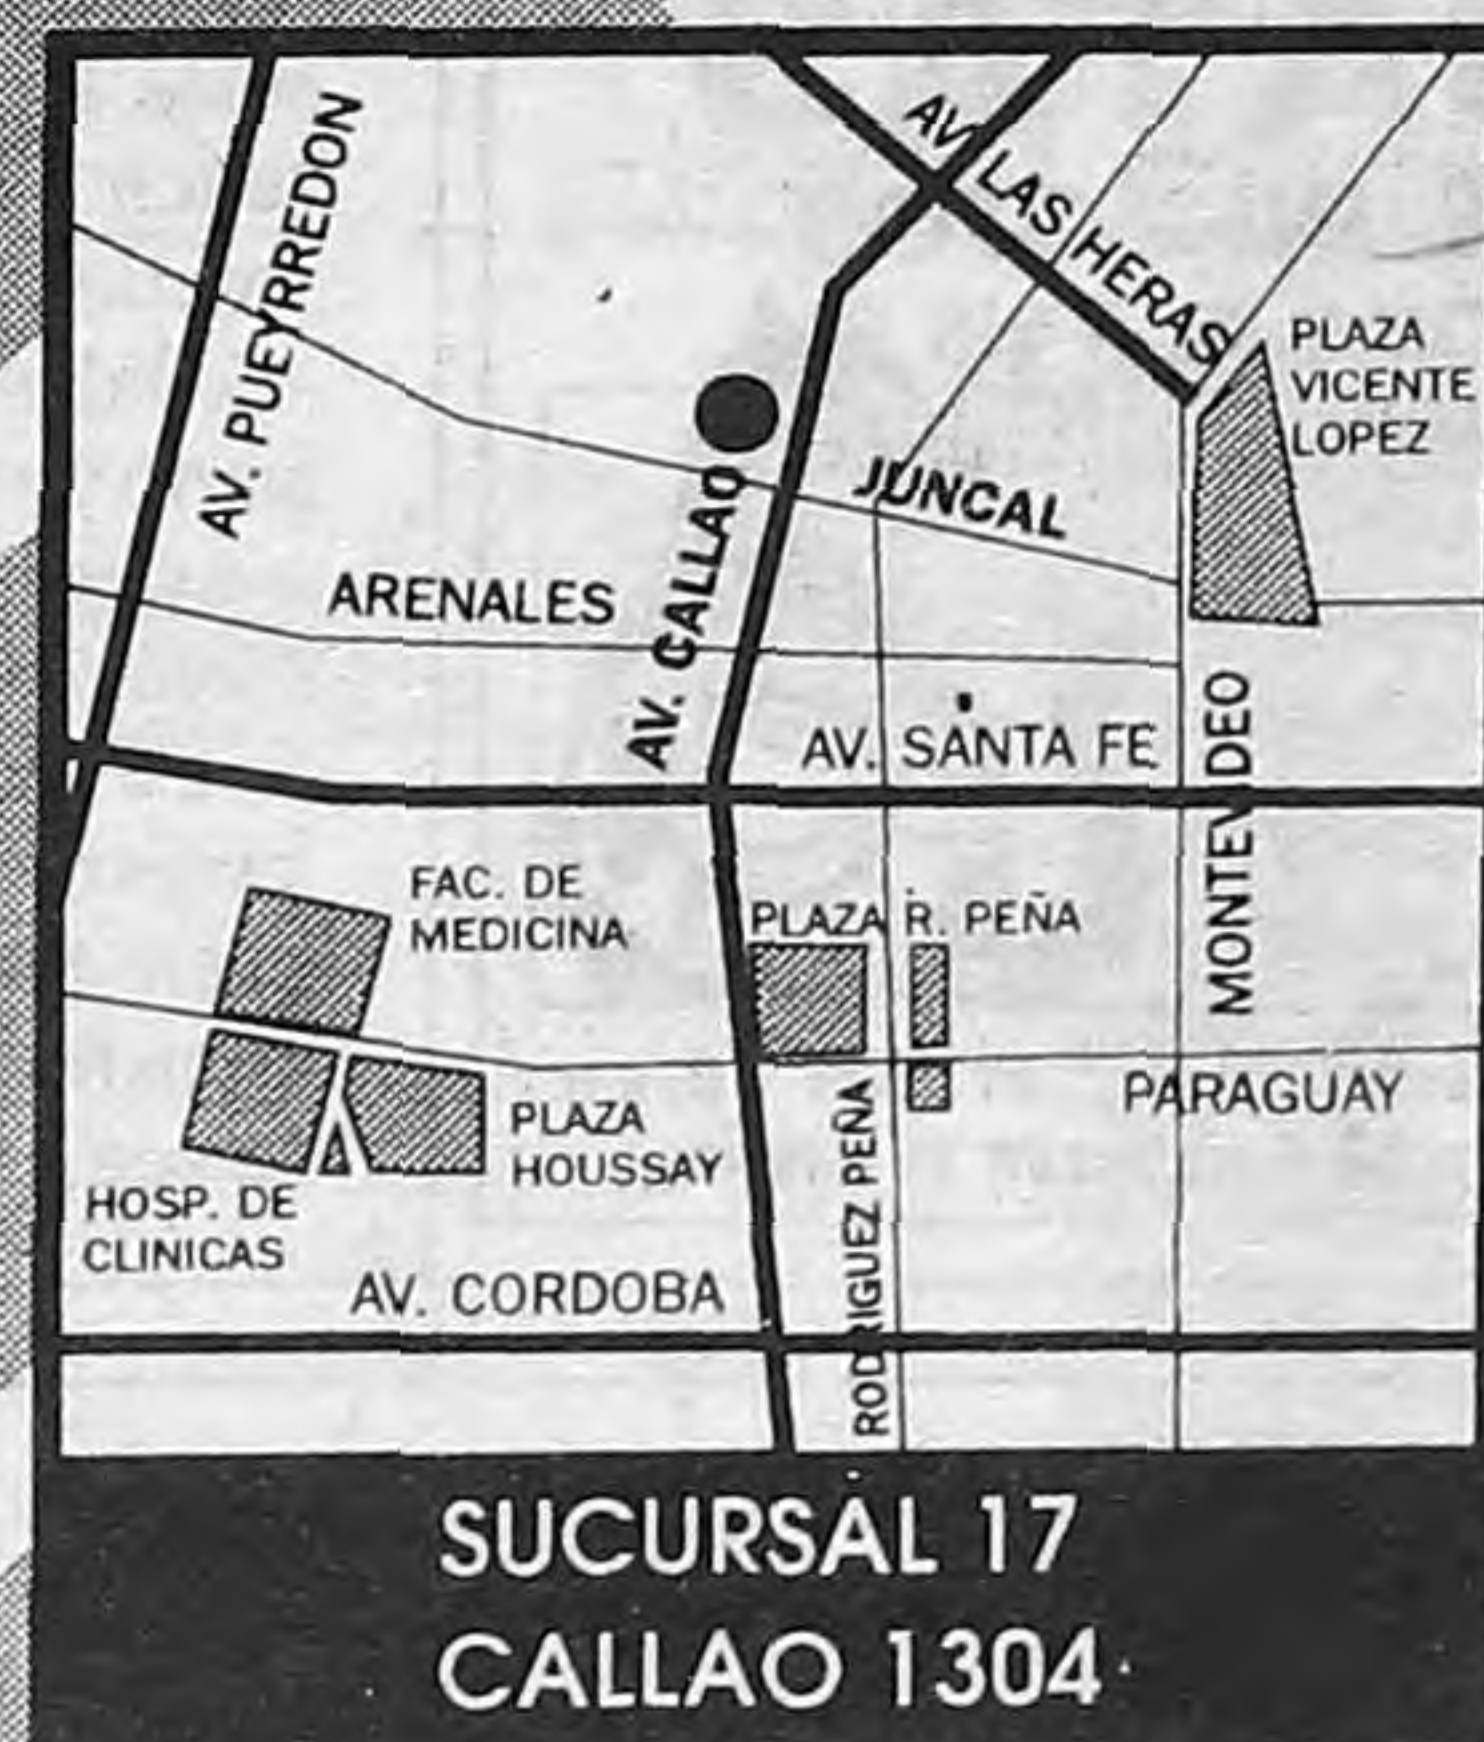 AV. PUEYRREDON
AV. LAS HERAS
PLAZA
VICENTE
LOPEZ
JUNCAL
AV. CALLAO
ARENALES
AV. SANTA FE
MONTEVIDEO
FAC. DE
MEDICINA
PLAZA R. PEÑA
PARAGUAY
PLAZA
HOUSSAY
RODRIGUEZ PEÑA
HOSP. DE
CLINICAS
AV. CORDOBA
SUCURSAL 17
CALLAO 1304